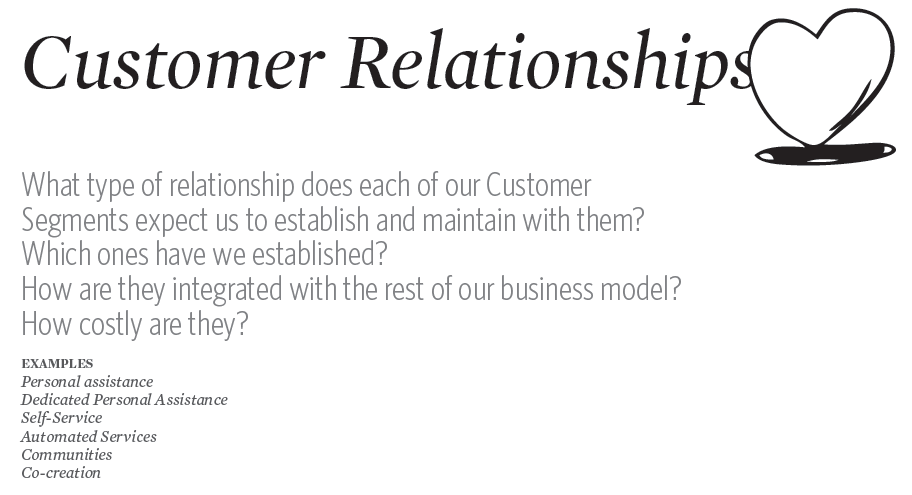 Customer Relationships
What type of relationship does each of our Customer
Segments expect us to establish and maintain with them?
Which ones have we established?
How are they integrated with the rest of our business model?
How costly are they?
EXAMPLES
Personal assistance
Dedicated Personal Assistance
Self-Service
Automated Services
Communities
Co-creation